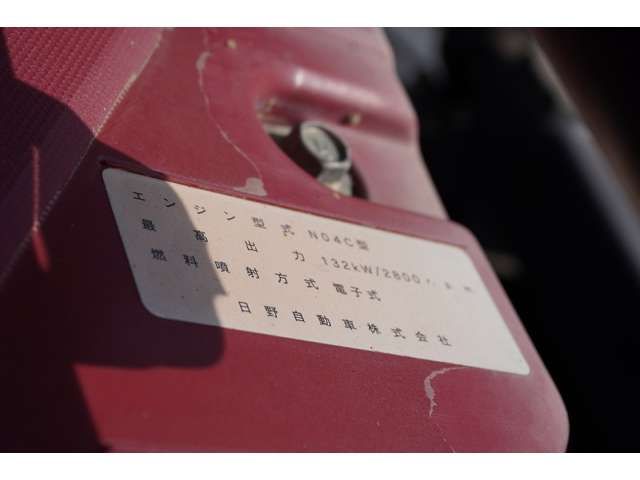 エンジン型式 N04C型
最高出力 132kW/2800r.p.m.
燃料噴射方式 電子式
日野自動車株式会社